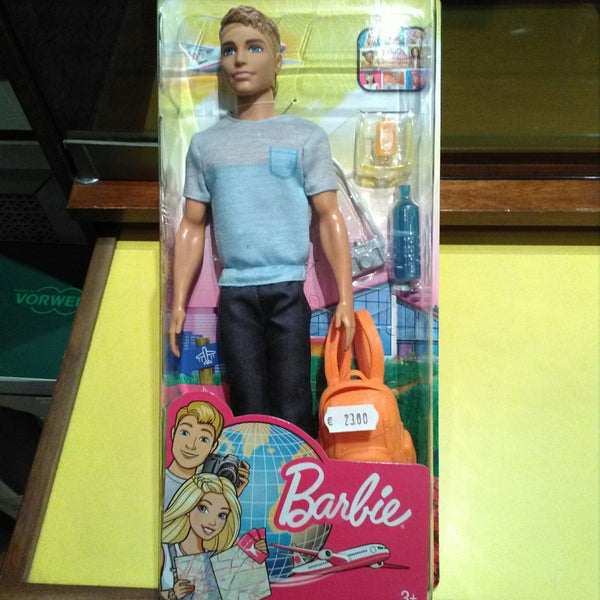 VORWE
€ 23.00
Barbie
3+